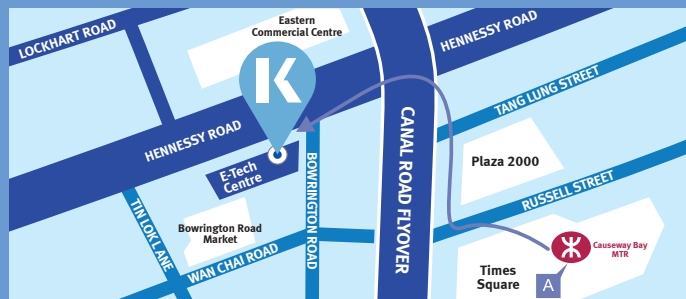 LOCKHART ROAD
Eastern
Commercial Centre
HENNESSY ROAD
K
HENNESSY ROAD
CANAL ROAD FLYOVER
TANG LUNG STREET
E-Tech
Centre
BOWRINGTON ROAD
Plaza 2000
RUSSELL STREET
TIN LOK LANE
Bowrington Road
Market
WAN CHAI ROAD
Causeway Bay
MTR
Times
Square
A